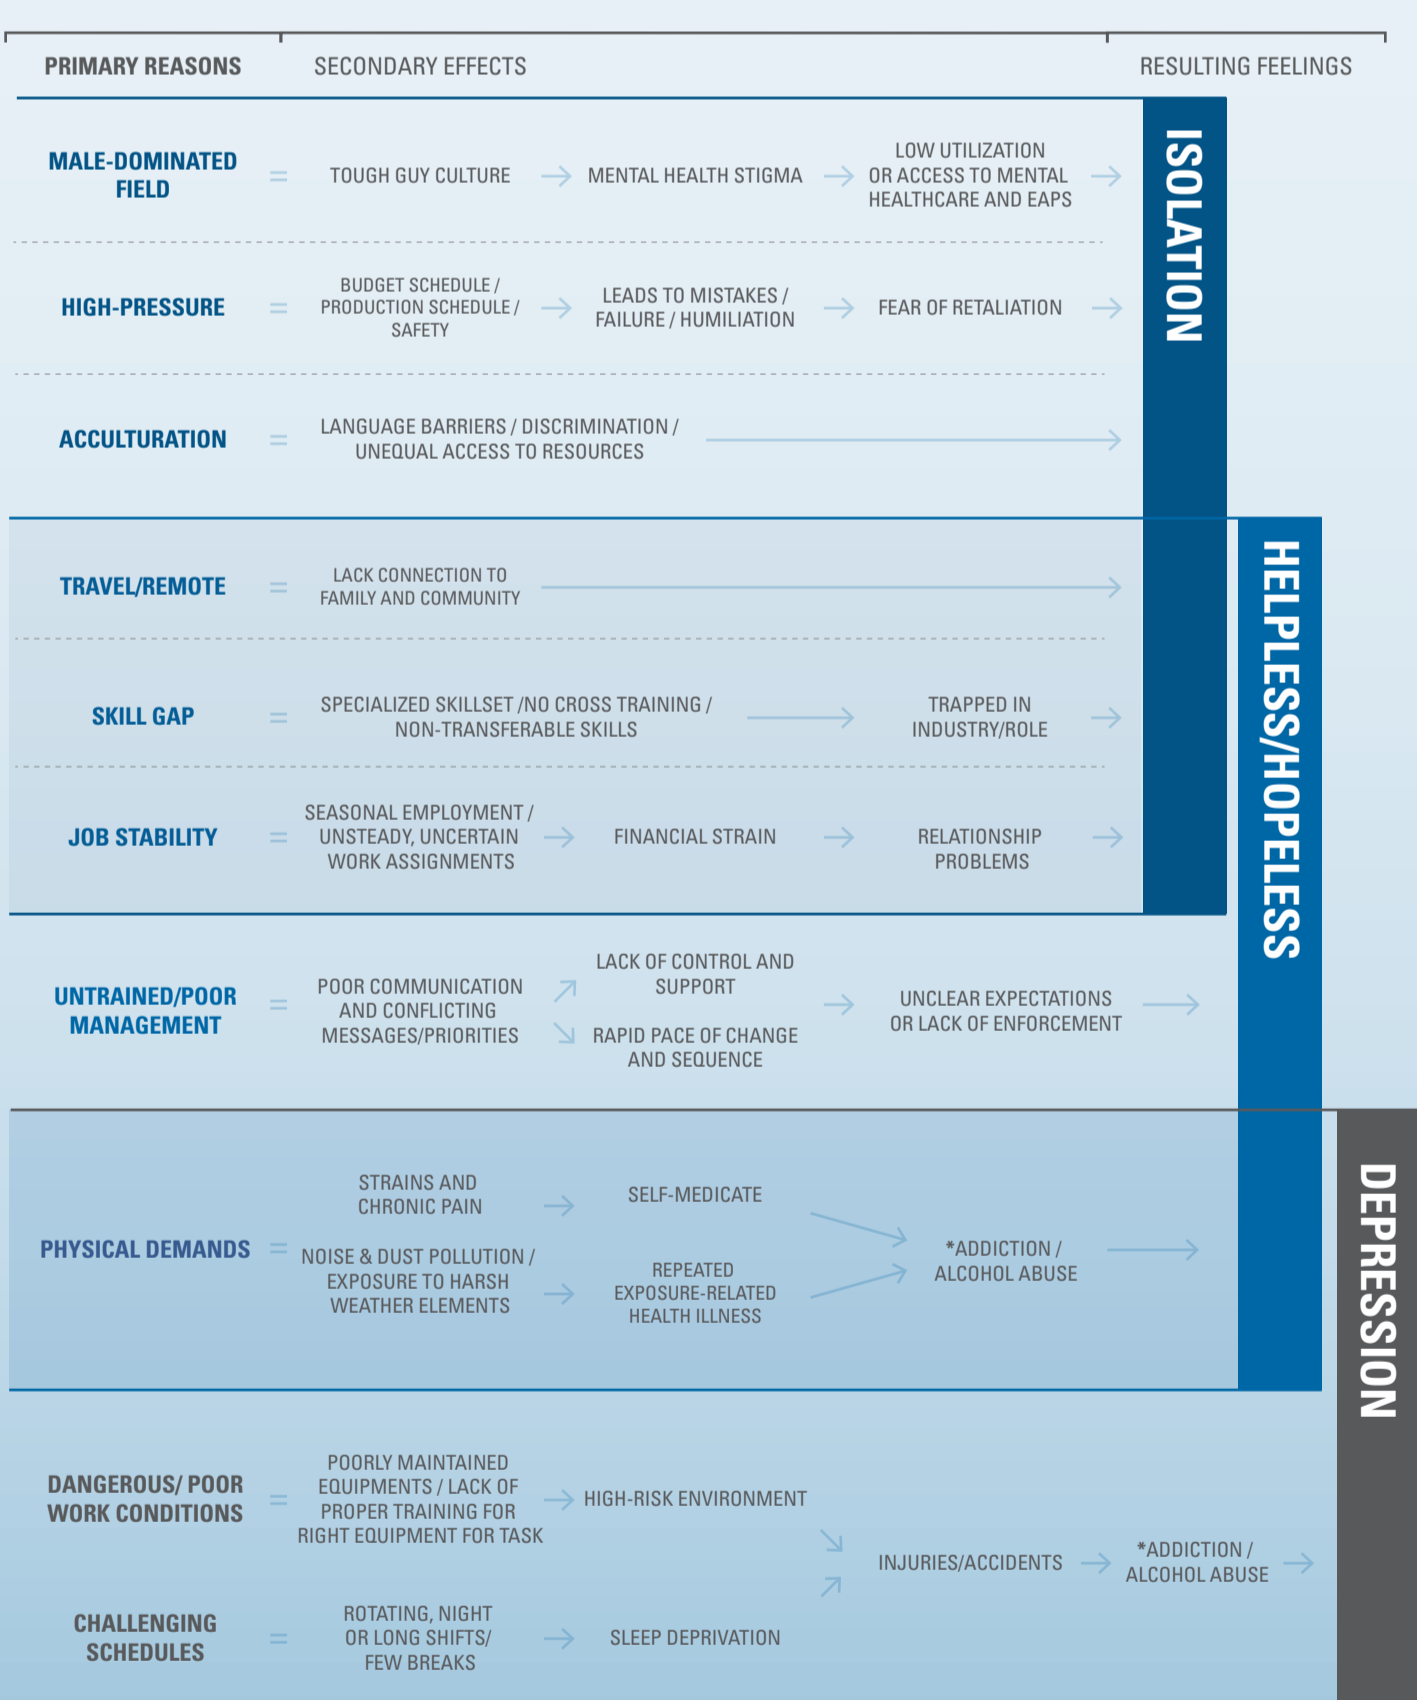 PRIMARY REASONS
SECONDARY EFFECTS
RESULTING FEELINGS
MALE-DOMINATED
FIELD
=
TOUGH GUY CULTURE
MENTAL HEALTH STIGMA
LOW UTILIZATION
OR ACCESS TO MENTAL
HEALTHCARE AND EAPS
HIGH-PRESSURE
=
BUDGET SCHEDULE /
PRODUCTION SCHEDULE /
SAFETY
LEADS TO MISTAKES /
FAILURE / HUMILIATION
FEAR OF RETALIATION
ACCULTURATION
=
LANGUAGE BARRIERS / DISCRIMINATION /
UNEQUAL ACCESS TO RESOURCES
ISOLATION
TRAVEL/REMOTE
=
LACK CONNECTION TO
FAMILY AND COMMUNITY
SKILL GAP
=
SPECIALIZED SKILLSET /NO CROSS TRAINING /
NON-TRANSFERABLE SKILLS
TRAPPED IN
INDUSTRY/ROLE
JOB STABILITY
=
SEASONAL EMPLOYMENT /
UNSTEADY, UNCERTAIN
WORK ASSIGNMENTS
FINANCIAL STRAIN
RELATIONSHIP
PROBLEMS
HELPLESS/HOPELESS
UNTRAINED/POOR
MANAGEMENT
=
POOR COMMUNICATION
AND CONFLICTING
MESSAGES/PRIORITIES
LACK OF CONTROL AND
SUPPORT
RAPID PACE OF CHANGE
AND SEQUENCE
UNCLEAR EXPECTATIONS
OR LACK OF ENFORCEMENT
PHYSICAL DEMANDS
=
STRAINS AND
CHRONIC PAIN
SELF-MEDICATE
NOISE & DUST POLLUTION /
EXPOSURE TO HARSH
WEATHER ELEMENTS
REPEATED
EXPOSURE-RELATED
HEALTH ILLNESS
*ADDICTION /
ALCOHOL ABUSE
DEPRESSION
DANGEROUS/ POOR
WORK CONDITIONS
=
POORLY MAINTAINED
EQUIPMENTS / LACK OF
PROPER TRAINING FOR
RIGHT EQUIPMENT FOR TASK
HIGH-RISK ENVIRONMENT
CHALLENGING
SCHEDULES
=
ROTATING, NIGHT
OR LONG SHIFTS/
FEW BREAKS
SLEEP DEPRIVATION
INJURIES/ACCIDENTS
*ADDICTION /
ALCOHOL ABUSE